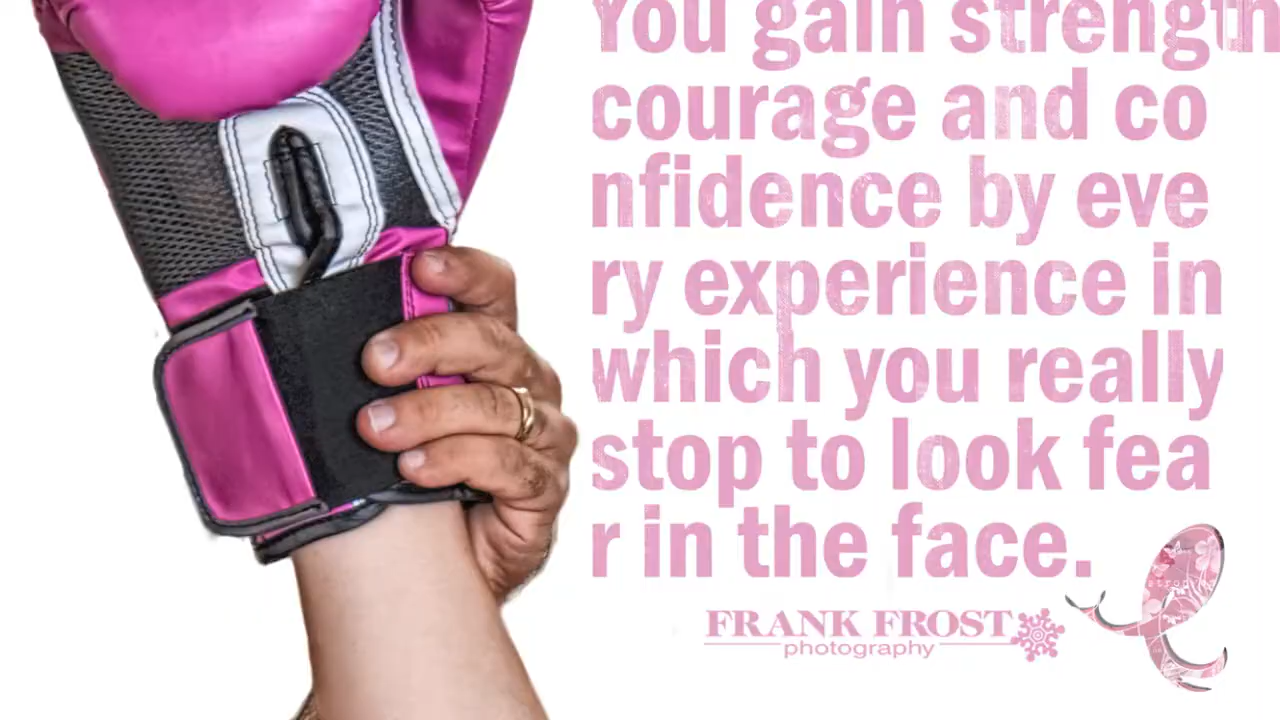 You gain strength
courage and co
nfidence by eve
ry experience in
which you really
stop to look fea
r in the face.
FRANK FROST
photography